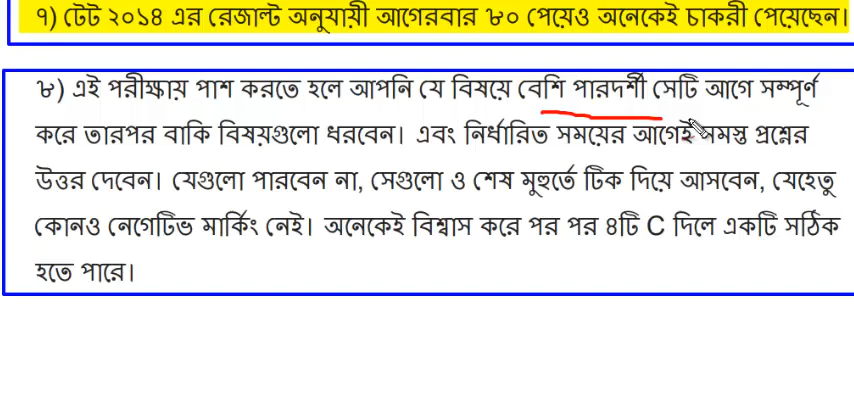 ৭) টেট ২০১৪ এর রেজাল্ট অনুযায়ী আগেরবার ৮০ পেয়েও অনেকেই চাকরী পেয়েছেন।
৮) এই পরীক্ষায় পাশ করতে হলে আপনি যে বিষয়ে বেশি পারদর্শী সেটি আগে সম্পূর্ণ
করে তারপর বাকি বিষয়গুলো ধরবেন। এবং নির্ধারিত সময়ের আগেই সমস্ত প্রশ্নের
উত্তর দেবেন। যেগুলো পারবেন না, সেগুলো ও শেষ মুহুর্তে টিক দিয়ে আসবেন, যেহেতু
কোনও নেগেটিভ মার্কিং নেই। অনেকেই বিশ্বাস করে পর পর ৪টি C দিলে একটি সঠিক
হতে পারে।